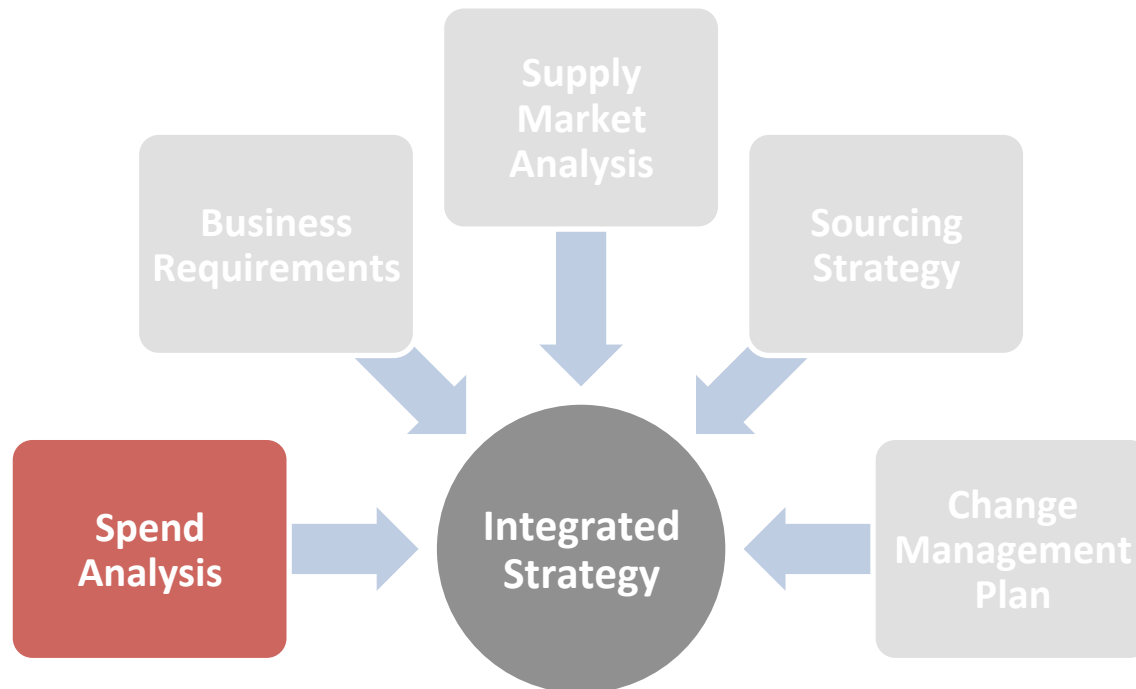 Supply
Market
Analysis
Business
Requirements
Sourcing
Strategy
Spend
Analysis
Integrated
Strategy
Change
Management
Plan